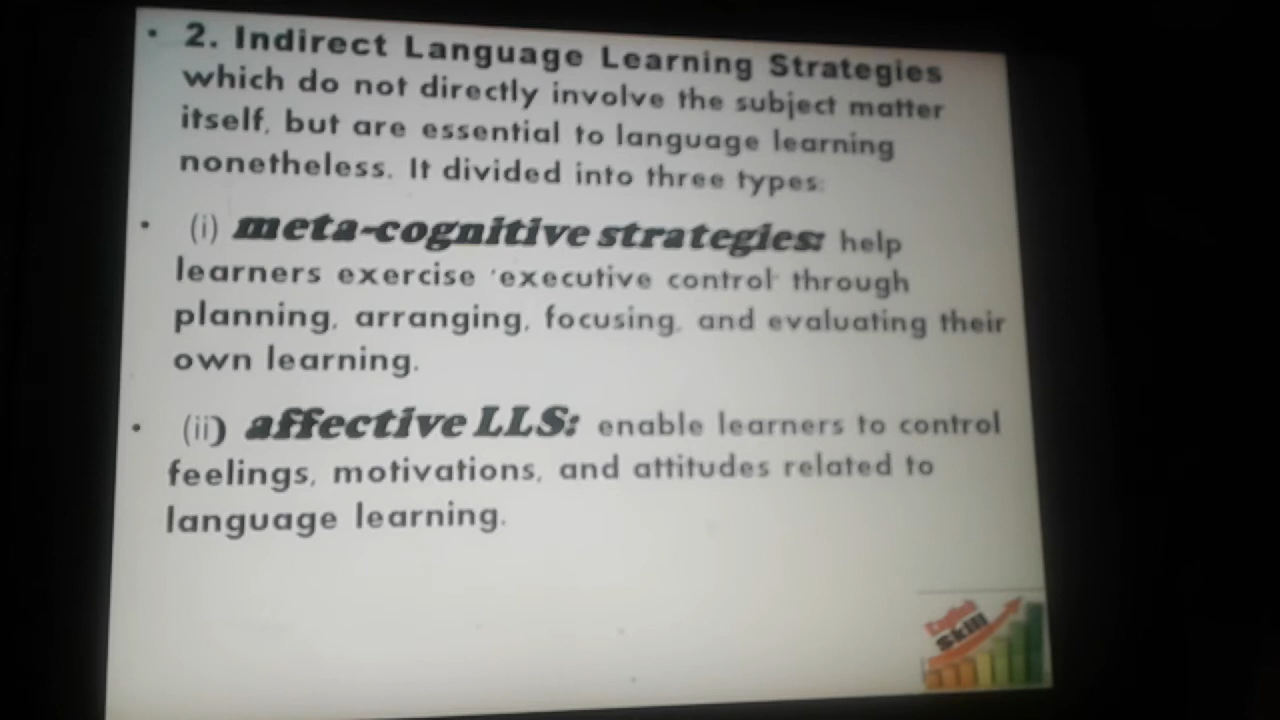 • 2. Indirect Language Learning Strategies
which do not directly involve the subject matter
itself, but are essential to language learning
nonetheless. It divided into three types:
• (i) meta-cognitive strategies: help
learners exercise 'executive control' through
planning, arranging, focusing, and evaluating their
own learning.
• (ii) affective LLS: enable learners to control
feelings, motivations, and attitudes related to
language learning.
English
Skill